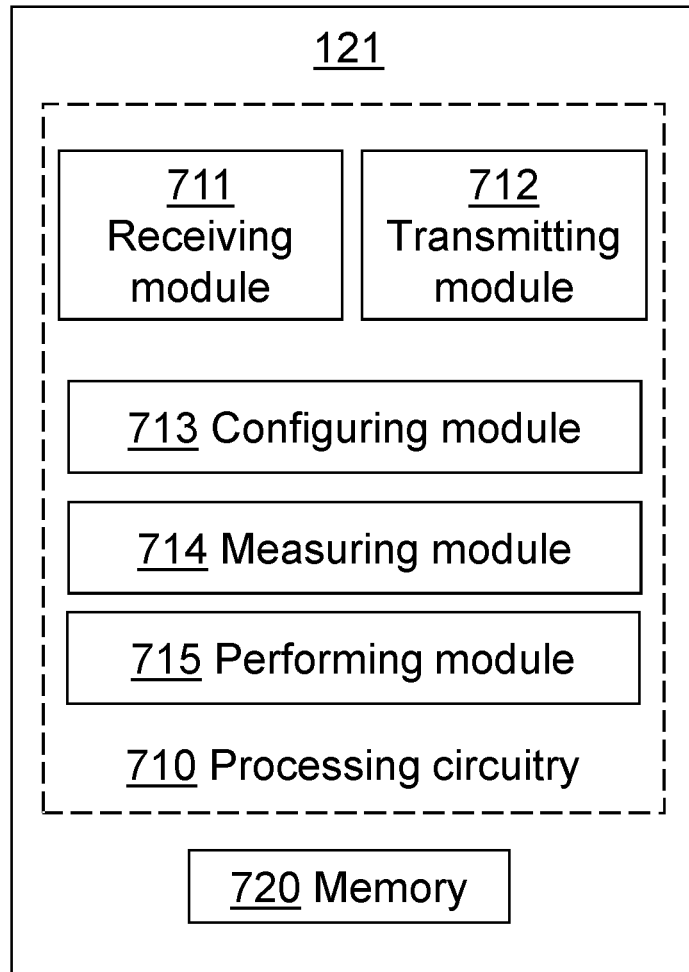 121
711
Receiving
module
712
Transmitting
module
713 Configuring module
714 Measuring module
715 Performing module
710 Processing circuitry
720 Memory